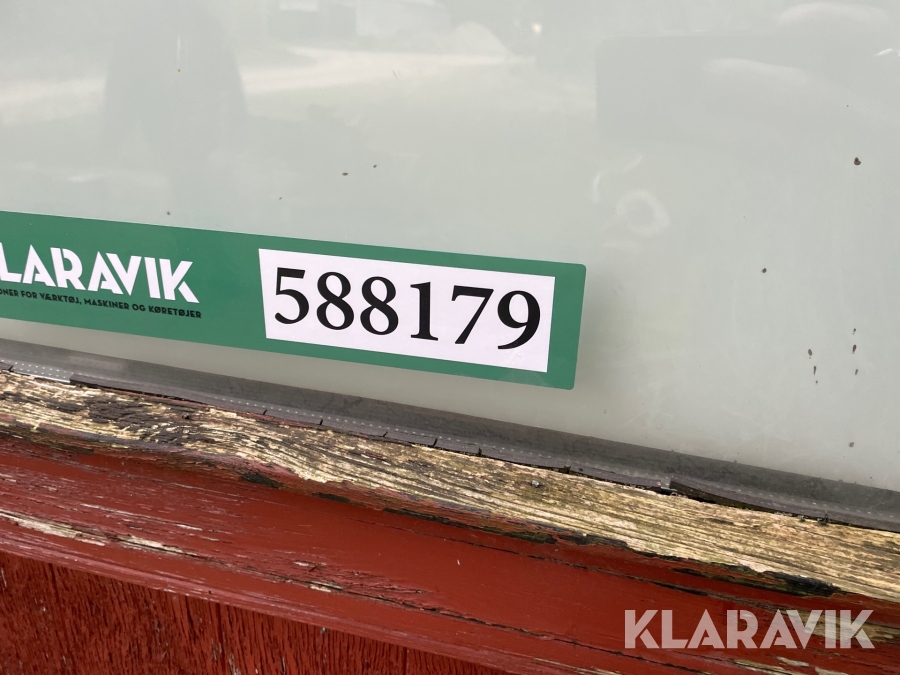 LARAVIK
588179
ONER FOR VÆRKTØJ, MASKINER OG KØRETØJER
KLARAVIK